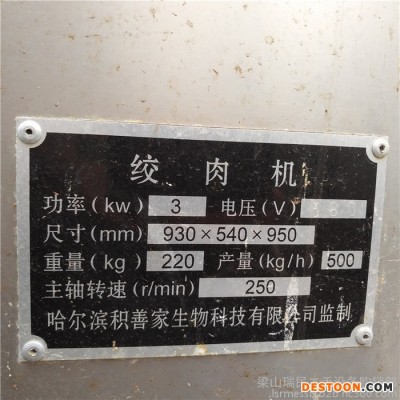 绞肉机
功率(kw) 3 电压(V)
尺寸(mm) 930×540×950
重量(kg) 220 产量(kg/h) 500
主轴转速(r/min) 250
哈尔滨积善家生物科技有限公司监制
DESTOON.COM